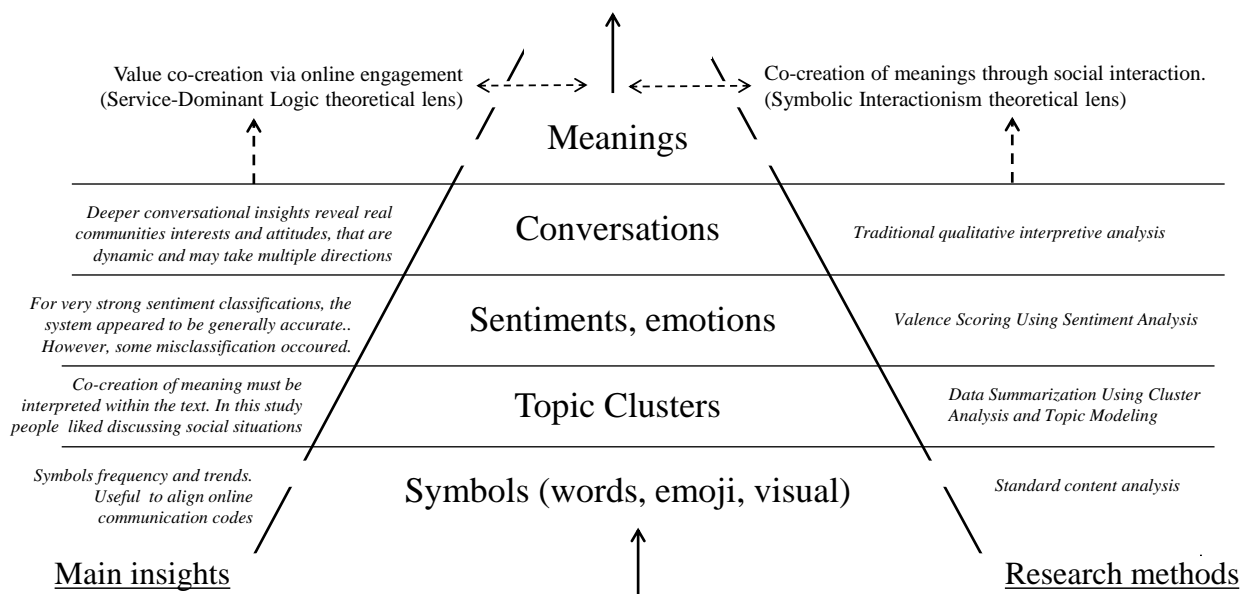 Value co-creation via online engagement
(Service-Dominant Logic theoretical lens)
Co-creation of meanings through social interaction.
(Symbolic Interactionism theoretical lens)
Meanings
Deeper conversational insights reveal real
communities interests and attitudes, that are
dynamic and may take multiple directions
Conversations
Traditional qualitative interpretive analysis
For very strong sentiment classifications, the
system appeared to be generally accurate..
However, some misclassification occoured.
Sentiments, emotions
Valence Scoring Using Sentiment Analysis
Co-creation of meaning must be
interpreted within the text. In this study
people liked discussing social situations
Topic Clusters
Data Summarization Using Cluster
Analysis and Topic Modeling
Symbols frequency and trends.
Useful to align online
communication codes
Symbols (words, emoji, visual)
Standard content analysis
Main insights
Research methods